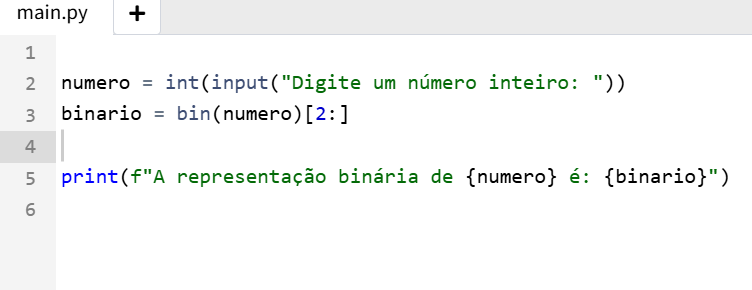 main.py +
1
2 numero = int(input("Digite um número inteiro: "))
3 binario = bin(numero)[2:]
4
5 print(f"A representação binária de {numero} é: {binario}")
6